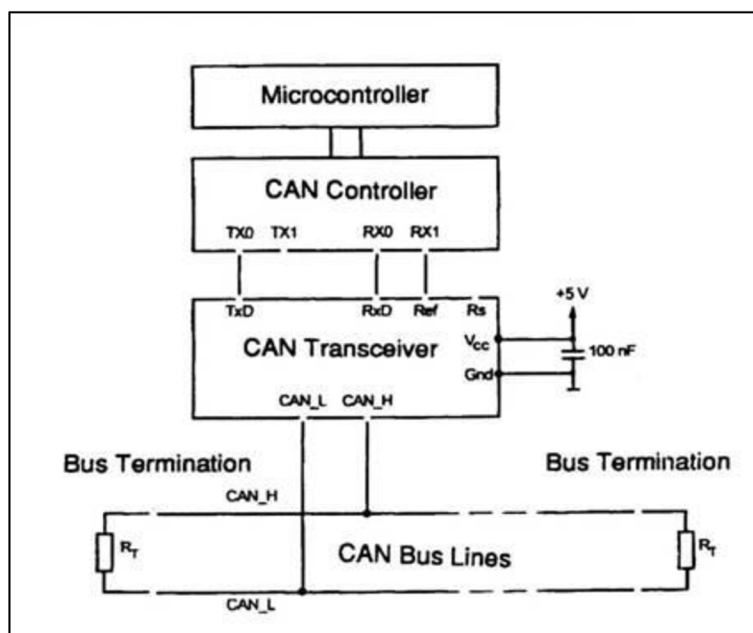 Microcontroller
CAN Controller
TX0 TX1 RX0 RX1
TxD RxD Ref Rs
+5 V
CAN Transceiver
Vcc
100 nF
Gnd
CAN_L CAN_H
Bus Termination
Bus Termination
CAN_H
RT
CAN Bus Lines
RT
CAN_L